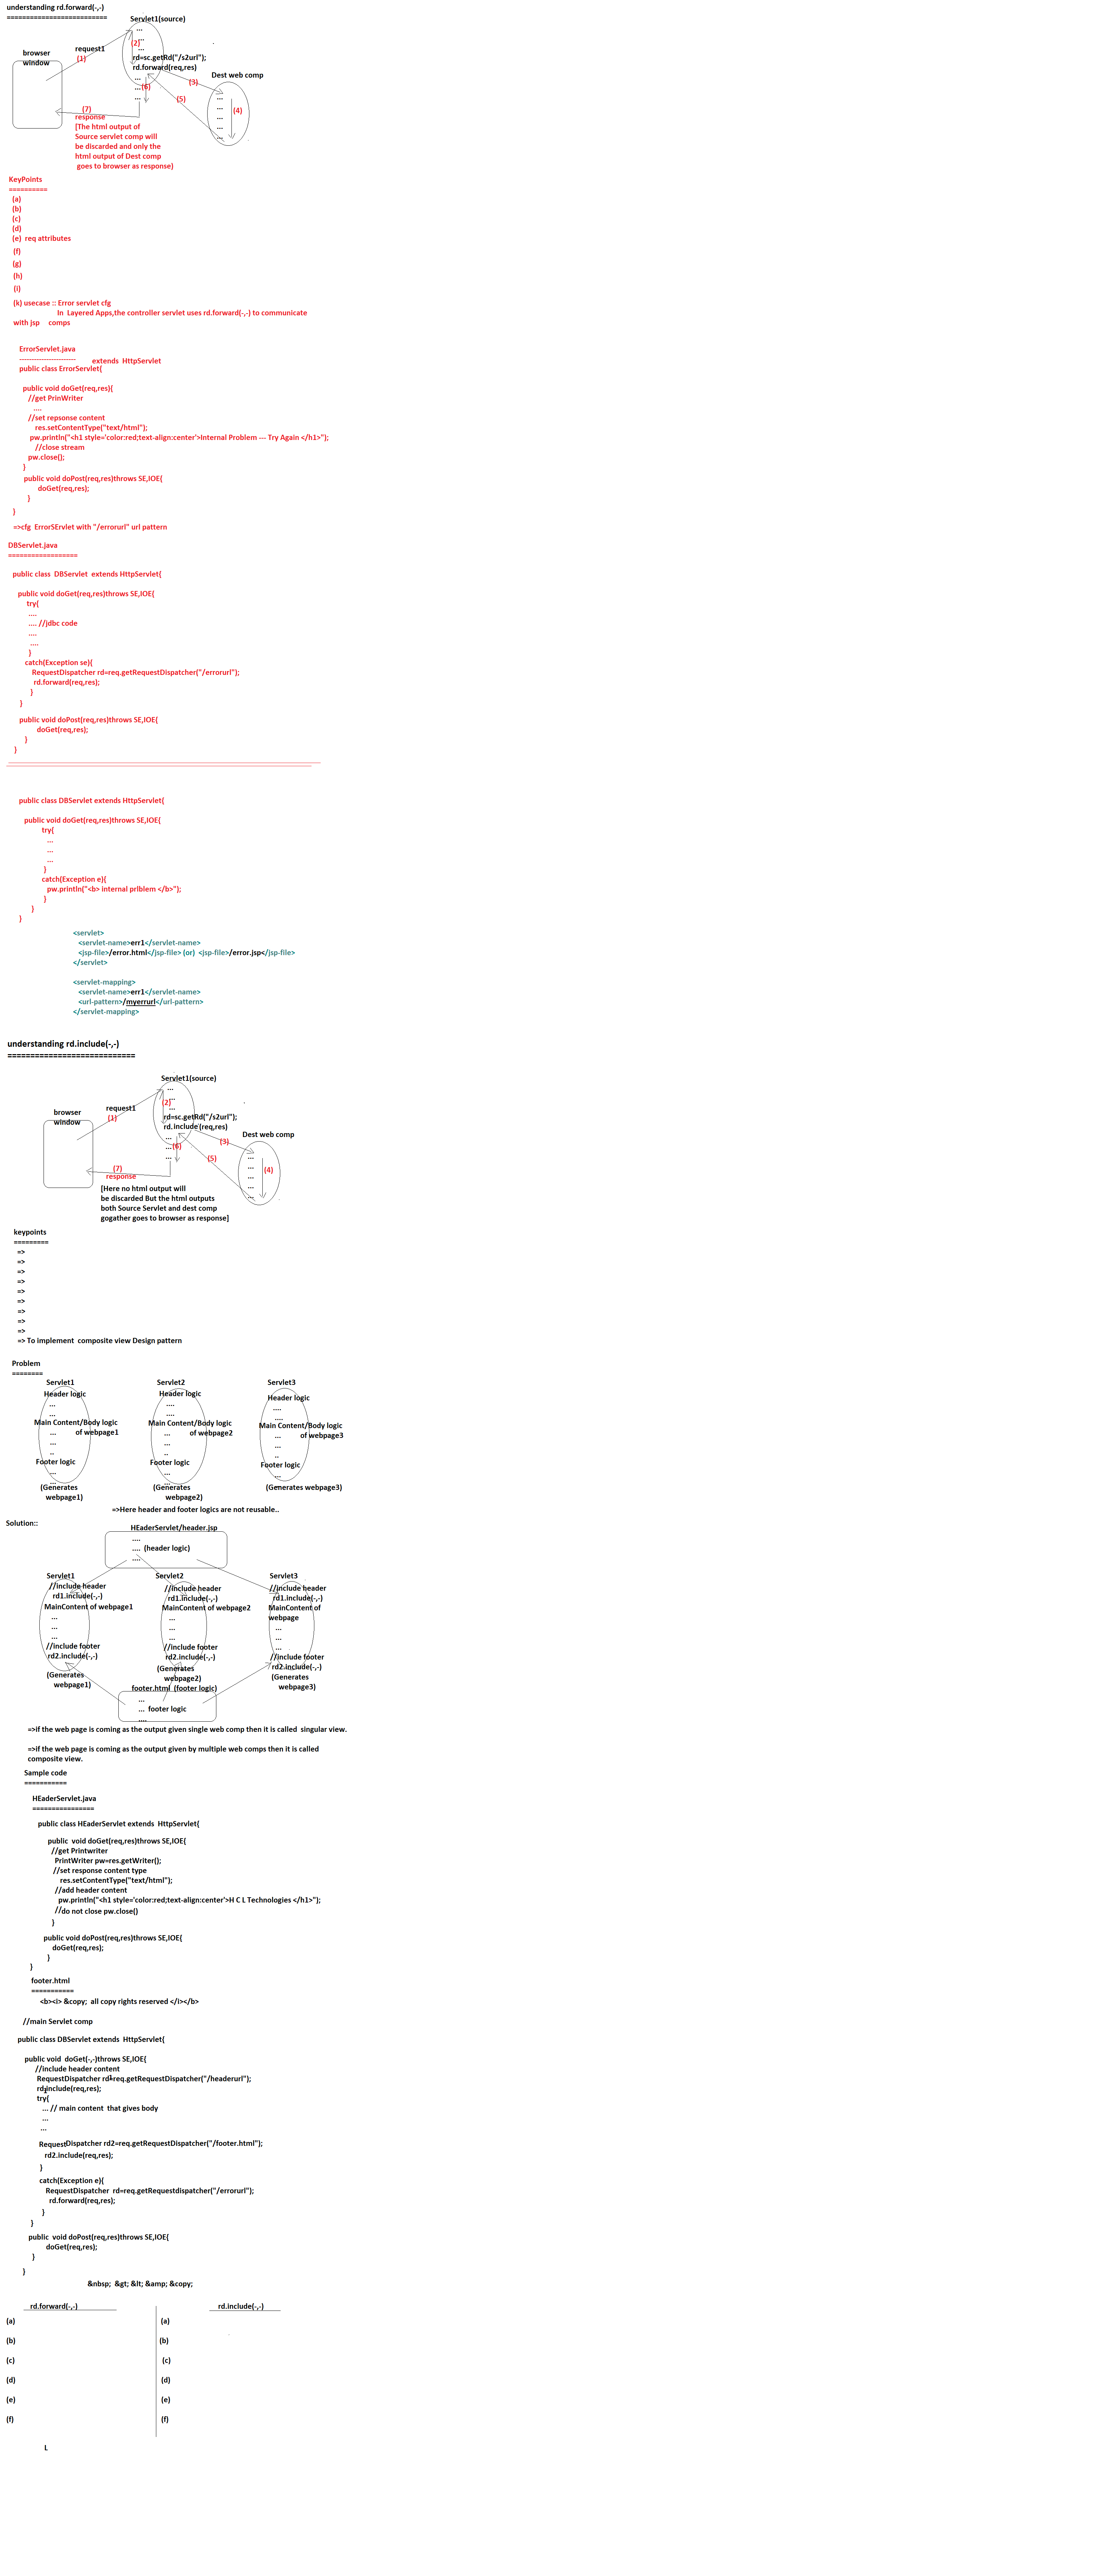 understanding rd.forward(-,-)
==========================
Servlet1(source)
...
...
(2)
...
rd=sc.getRd("/s2url");
rd.forward(req,res)
...
...
(6)
...
browser
window
request1
(1)
Dest web comp
(3)
(5)
...
...
...
...
...
(4)
(7)
response
[The html output of
Source servlet comp will
be discarded and only the
html output of Dest comp
goes to browser as response)
KeyPoints
==========
(a)
(b)
(c)
(d)
(e) req attributes
(f)
(g)
(h)
(i)
(k) usecase :: Error servlet cfg
In Layered Apps,the controller servlet uses rd.forward(-,-) to communicate
with jsp comps
ErrorServlet.java
-----------------------
extends HttpServlet
public class ErrorServlet{
public void doGet(req,res){
//get PrinWriter
....
//set repsonse content
res.setContentType("text/html");
pw.println("<h1 style='color:red;text-align:center'>Internal Problem --- Try Again </h1>");
//close stream
pw.close();
}
public void doPost(req,res)throws SE,IOE{
doGet(req,res);
}
}
=>cfg ErrorSErvlet with "/errorurl" url pattern
DBServlet.java
==================
public class DBServlet extends HttpServlet{
public void doGet(req,res)throws SE,IOE{
try{
....
.... //jdbc code
....
....
}
catch(Exception se){
RequestDispatcher rd=req.getRequestDispatcher("/errorurl");
rd.forward(req,res);
}
}
public void doPost(req,res)throws SE,IOE{
doGet(req,res);
}
}
public class DBServlet extends HttpServlet{
public void doGet(req,res)throws SE,IOE{
try{
...
...
...
}
catch(Exception e){
pw.println("<b> internal prlblem </b>");
}
}
}
<servlet>
<servlet-name>err1</servlet-name>
<jsp-file>/error.html</jsp-file> (or) <jsp-file>/error.jsp</jsp-file>
</servlet>
<servlet-mapping>
<servlet-name>err1</servlet-name>
<url-pattern>/myerrurl</url-pattern>
</servlet-mapping>
understanding rd.include(-,-)
============================
Servlet1(source)
...
...
(2)
...
rd=sc.getRd("/s2url");
rd. include (req,res)
...
...
(6)
...
browser
window
request1
(1)
Dest web comp
(3)
(5)
...
...
...
...
...
(4)
(7)
response
[Here no html output will
be discarded But the html outputs
both Source Servlet and dest comp
gogather goes to browser as response]
keypoints
=========
=>
=>
=>
=>
=>
=>
=>
=>
=>
=> To implement composite view Design pattern
Problem
========
Servlet1 Servlet2 Servlet3
Header logic Header logic Header logic
... .... ....
... .... ....
Main Content/Body logic Main Content/Body logic Main Content/Body logic
... of webpage1 ... of webpage2 ... of webpage3
... ... ...
.. .. ..
Footer logic Footer logic Footer logic
... ... ...
(Generates (Generates (Generates webpage3)
webpage1) webpage2)
=>Here header and footer logics are not reusable..
Solution::
HEaderServlet/header.jsp
....
.... (header logic)
....
Servlet1 Servlet2 Servlet3
//include header //include header //include header
rd1.include(-,-) rd1.include(-,-) rd1.include(-,-)
MainContent of webpage1 MainContent of webpage2 MainContent of
webpage
... ... ...
... ... ...
... ... ...
//include footer //include footer //include footer
rd2.include(-,-) rd2.include(-,-) rd2.include(-,-)
(Generates (Generates (Generates
webpage1) webpage2) webpage3)
footer.html (footer logic)
...
... footer logic
....
=>if the web page is coming as the output given single web comp then it is called singular view.
=>if the web page is coming as the output given by multiple web comps then it is called
composite view.
Sample code
===========
HEaderServlet.java
================
public class HEaderServlet extends HttpServlet{
public void doGet(req,res)throws SE,IOE{
//get Printwriter
PrintWriter pw=res.getWriter();
//set response content type
res.setContentType("text/html");
//add header content
pw.println("<h1 style='color:red;text-align:center'>H C L Technologies </h1>");
//do not close pw.close()
}
public void doPost(req,res)throws SE,IOE{
doGet(req,res);
}
}
footer.html
===========
<b><i> &copy; all copy rights reserved </i></b>
//main Servlet comp
public class DBServlet extends HttpServlet{
public void doGet(-,-)throws SE,IOE{
//include header content
RequestDispatcher rd1=req.getRequestDispatcher("/headerurl");
rd1.include(req,res);
try{
... // main content that gives body
...
...
RequestDispatcher rd2=req.getRequestDispatcher("/footer.html");
rd2.include(req,res);
}
catch(Exception e){
RequestDispatcher rd=req.getRequestdispatcher("/errorurl");
rd.forward(req,res);
}
}
public void doPost(req,res)throws SE,IOE{
doGet(req,res);
}
}
&nbsp; &gt; &lt; &amp; &copy;
rd.forward(-,-) rd.include(-,-)
(a) (a)
(b) (b)
(c) (c)
(d) (d)
(e) (e)
(f) (f)
L